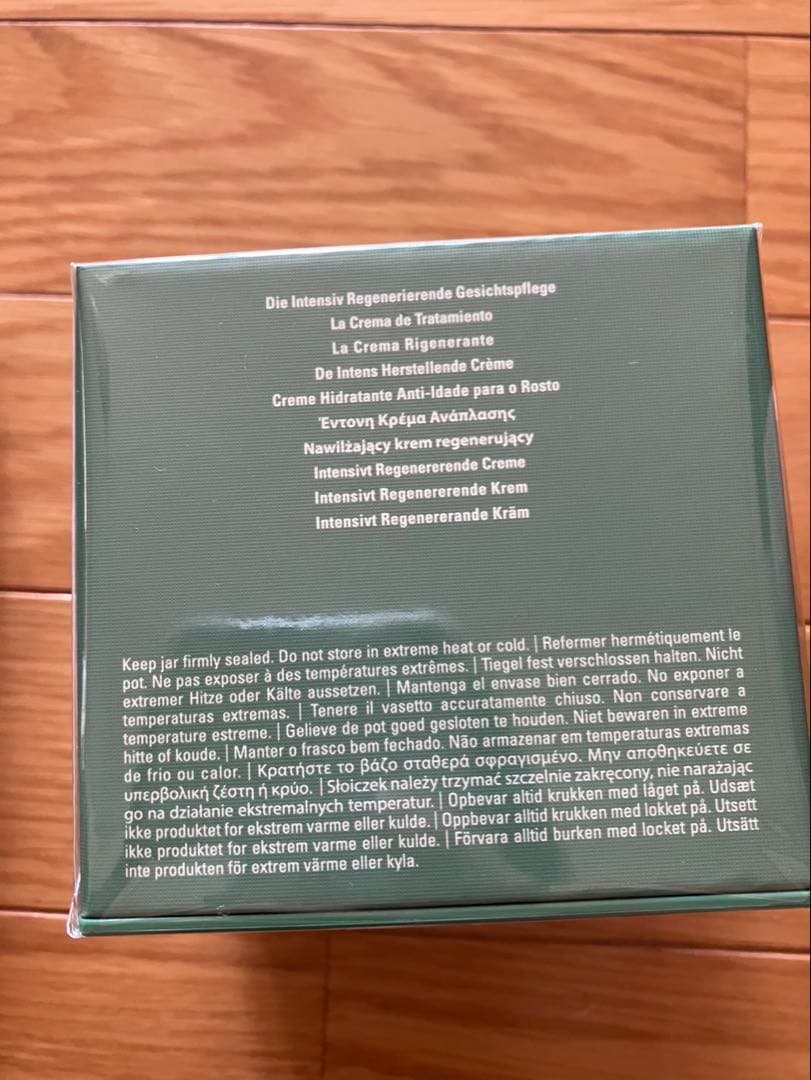 Die Intensiv Regenerierende Gesichtspflege
La Crema de Tratamiento
La Crema Rigenerante
De Intens Herstellende Crème
Creme Hidratante Anti-Idade para o Rosto
Έντονη Κρέμα Ανάπλασης
Nawilżający krem regenerujący
Intensivt Regenererende Creme
Intensivt Regenererende Krem
Intensivt Regenererande Kräm
Keep jar firmly sealed. Do not store in extreme heat or cold. | Refermer hermétiquement le
pot. Ne pas exposer à des températures extrêmes. | Tiegel fest verschlossen halten. Nicht
extremer Hitze oder Kälte aussetzen. | Mantenga el envase bien cerrado. No exponer a
temperaturas extremas. | Tenere il vasetto accuratamente chiuso. Non conservare a
temperature estreme. | Gelieve de pot goed gesloten te houden. Niet bewaren in extreme
hitte of koude. | Manter o frasco bem fechado. Não armazenar em temperaturas extremas
de frio ou calor. | Κρατήστε το βάζο σταθερά σφραγισμένο. Μην αποθηκεύετε σε
υπερβολική ζέστη ή κρύο. | Słoiczek należy trzymać szczelnie zakręcony, nie narażając
go na działanie ekstremalnych temperatur. | Opbevar altid krukken med låget på. Udsæt
ikke produktet for ekstrem varme eller kulde. | Oppbevar alltid krukken med lokket på. Utsett
ikke produktet for ekstrem varme eller kulde. | Förvara alltid burken med locket på. Utsätt
inte produkten för extrem värme eller kyla.